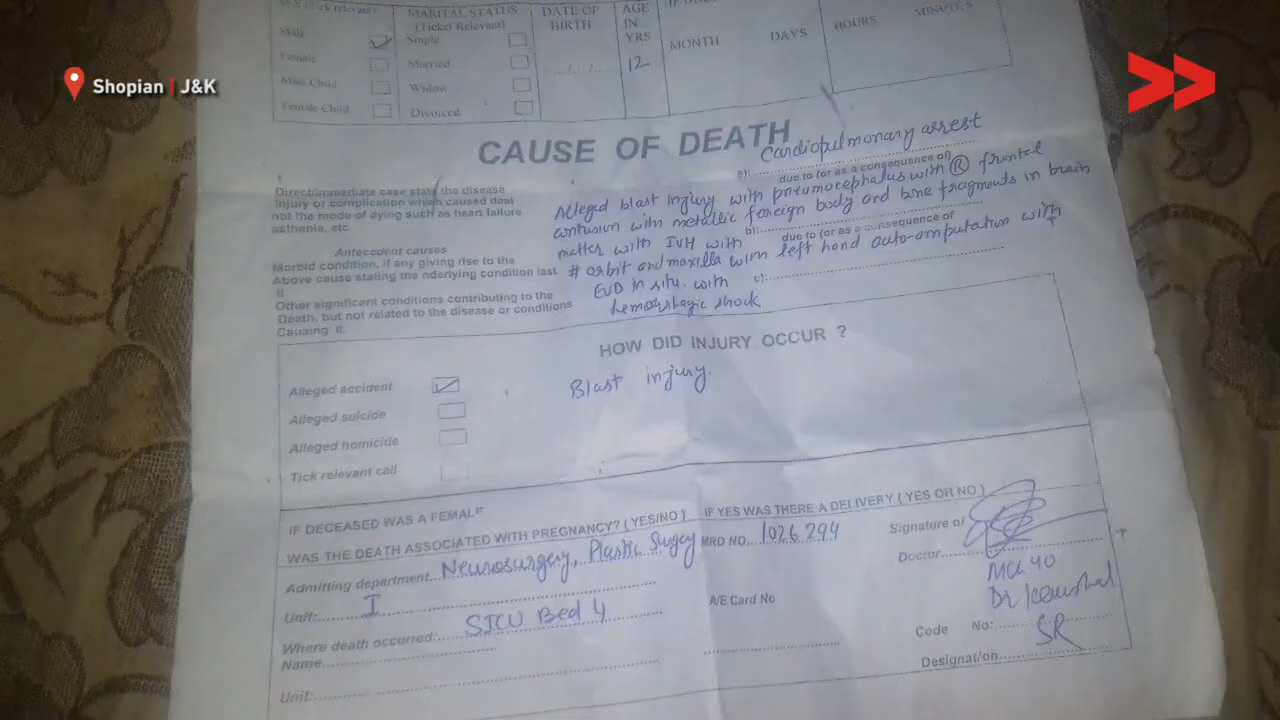 Shopian | J&K
MARITAL STATUS
(Ticket Relevant)
DATE OF
BIRTH
AGE
IN
YRS
MONTH
DAYS
HOURS
MINUTES
Male
Single
Female
Married
12
Male Child
Widow
Female Child
Divorced
CAUSE OF DEATH
I
Direct/immediate case state the disease
Injury or complication which caused deat
not the mode of dying such as heart failure
asthenia, etc.
Antecedent causes
Morbid condition, if any giving rise to the
Above cause stating the nderlying condition last
II
Other significant conditions contributing to the
Death, but not related to the disease or conditions
Causing it.
Cardiopulmonary arrest
a):
due to (or as a consequence of)
Alleged blast injury with pneumocephalus with R frontal
contusion with metallic foreign body and bone fragments in brain
b):
due to (or as a consequence of
matter with IVH with
# orbit and maxilla with left hand auto-amputation with
c):
EVD in situ. with
hemorrhagic shock
HOW DID INJURY OCCUR ?
Alleged accident
Blast injury.
Alleged suicide
Alleged homicide
Tick relevant call
IF DECEASED WAS A FEMALE
WAS THE DEATH ASSOCIATED WITH PREGNANCY? (YES/NO)
IF YES WAS THERE A DELIVERY (YES OR NO)
Admitting department...Neurosurgery, Plastic Surgey
MRD NO...1026294
Signature of
Doctor
Unit: I
MCh
Where death occurred: SICU Bed 4
A/E Card No
Dr
Name
Code No:
SR
Unit:
Designation